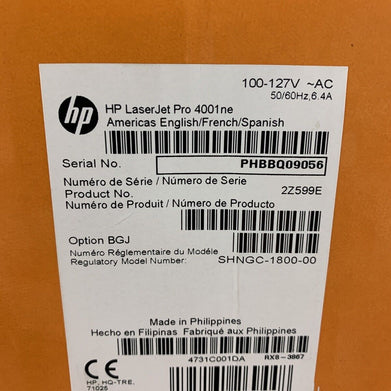 100-127V ~AC
50/60Hz, 6.4A
hp HP LaserJet Pro 4001ne
Americas English/French/Spanish
Serial No. PHBBQ09056
Numéro de Série / Número de Serie
Product No. 2Z599E
Numéro de Produit / Número de Producto
Option BGJ
Numéro Réglementaire du Modèle
Regulatory Model Number: SHNGC-1800-00
Made in Philippines
Hecho en Filipinas Fabriqué aux Philippines
4731C001DA RX8-3867
CE
HP, HQ-TRE,
71025